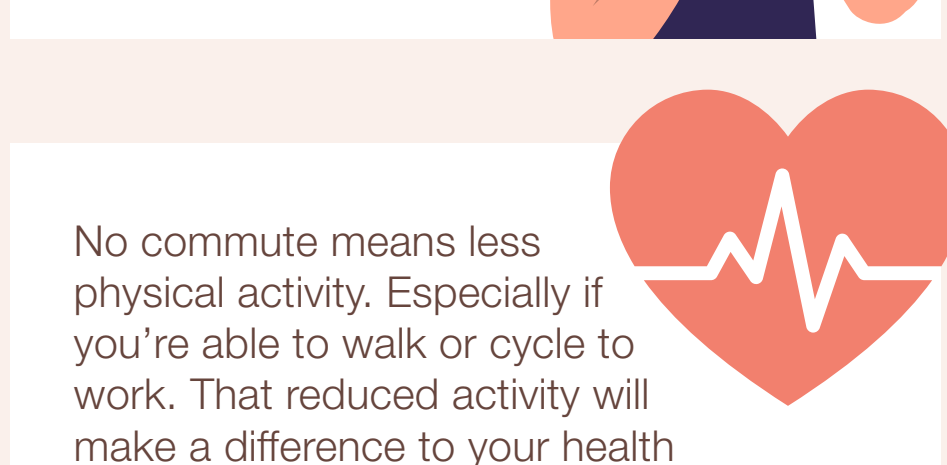 No commute means less
physical activity. Especially if
you’re able to walk or cycle to
work. That reduced activity will
make a difference to your health